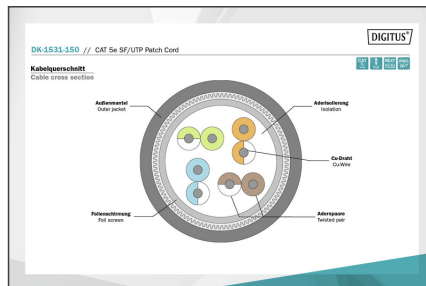 DIGITUS®
DK-1531-150 // CAT 5e SF/UTP Patch Cord
Kabelquerschnitt
Cable cross section
Außenmantel
Outer jacket
Aderisolierung
Isolation
Cu-Draht
Cu-Wire
Folienschirmung
Foil screen
Adernpaare
Twisted pair